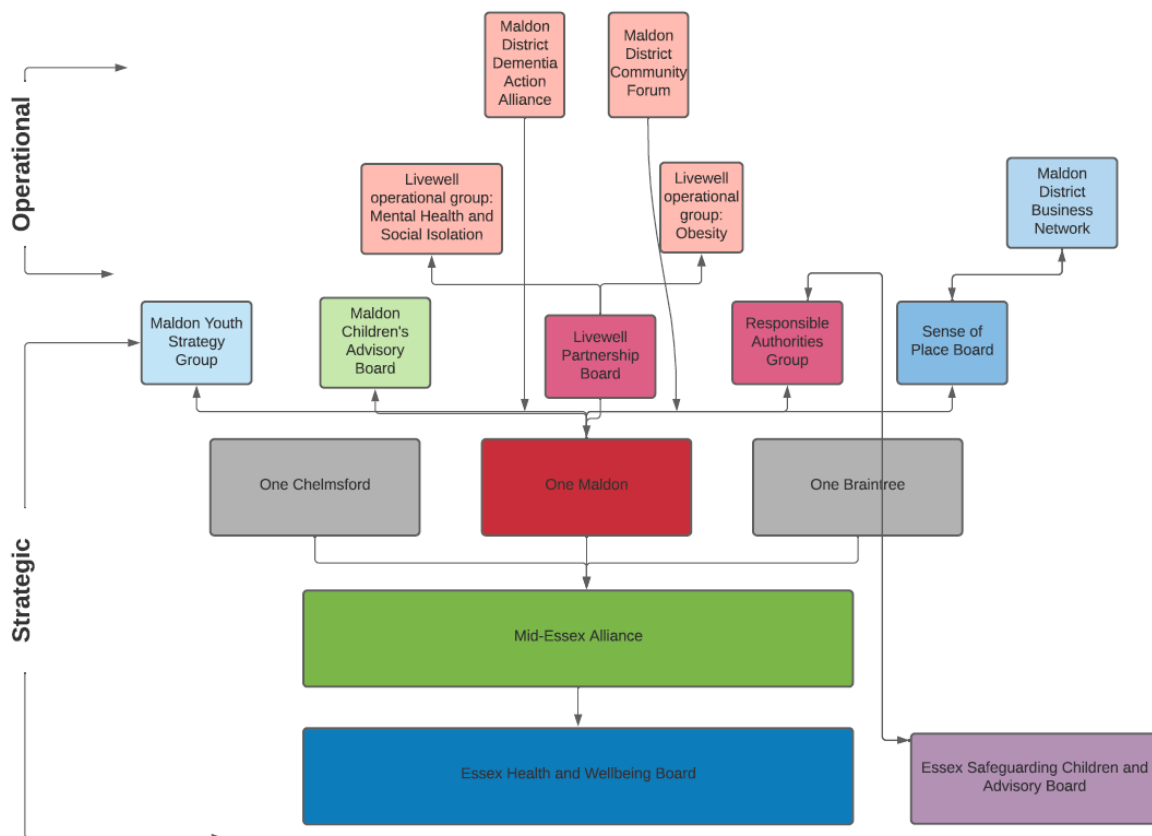 Maldon
District
Dementia
Action
Alliance
Maldon
District
Community
Forum
Operational
Livewell
operational group:
Mental Health and
Social Isolation
Livewell
operational
group:
Obesity
Maldon
District
Business
Network
Maldon Youth
Strategy
Group
Maldon
Children's
Advisory
Board
Livewell
Partnership
Board
Responsible
Authorities
Group
Sense of
Place Board
One Chelmsford
One Maldon
One Braintree
Strategic
Mid-Essex Alliance
Essex Health and Wellbeing Board
Essex Safeguarding Children and
Advisory Board